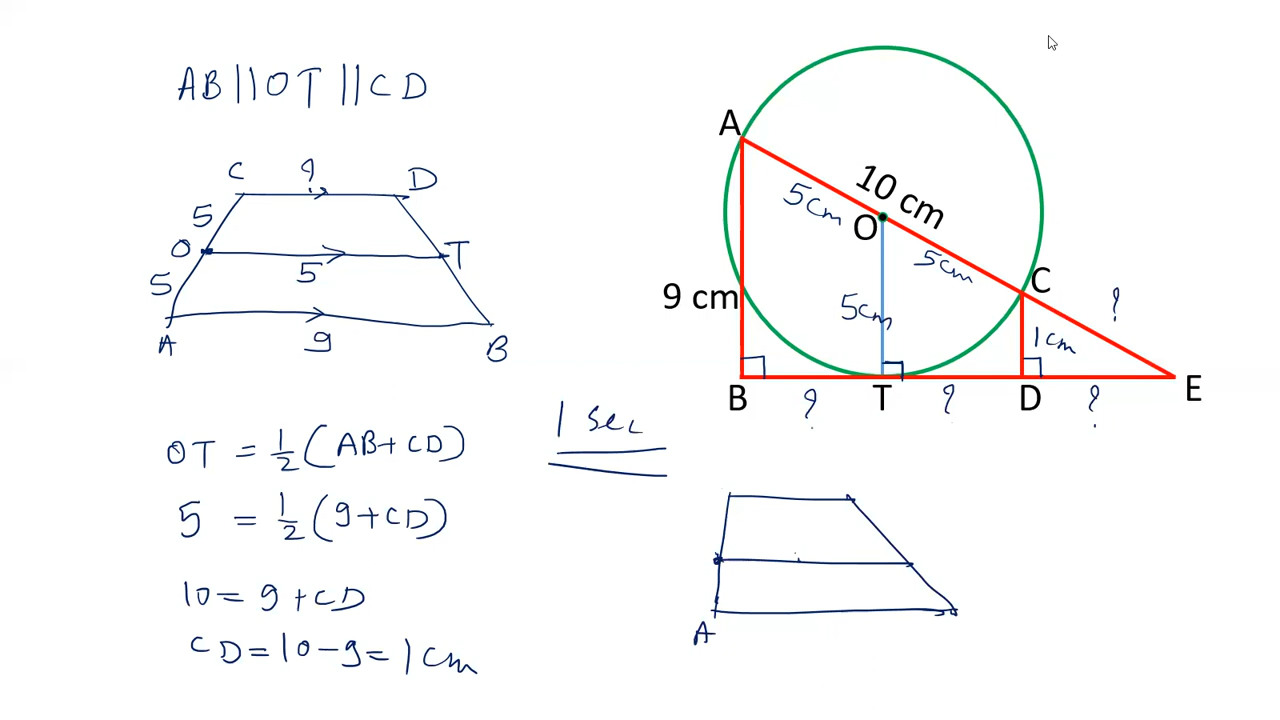 AB||OT||CD
C ? D
5
O
5
T
5
A 9 B
OT = 1/2 (AB+CD)
5 = 1/2 (9+CD)
10 = 9 + CD
CD = 10 - 9 = 1 cm
1 sec
A
10 cm
5cm
O
5cm
C
?
9 cm
5cm
1cm
B ? T ? D ? E
A